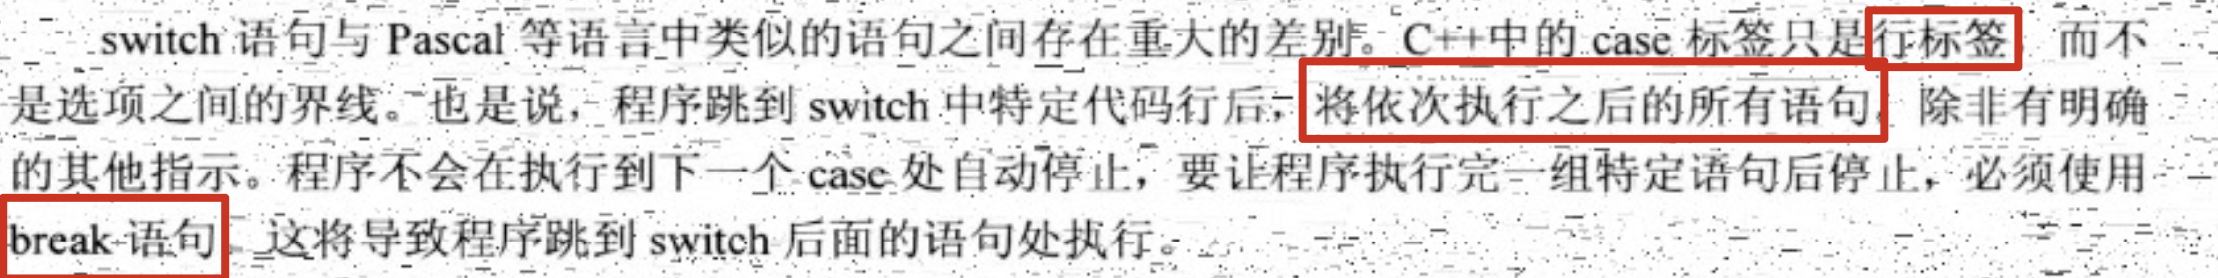 switch 语句与 Pascal 等语言中类似的语句之间存在重大的差别。C++中的 case 标签只是行标签，而不
是选项之间的界线。也是说，程序跳到 switch 中特定代码行后，将依次执行之后的所有语句，除非有明确
的其他指示。程序不会在执行到下一个 case 处自动停止，要让程序执行完一组特定语句后停止，必须使用
break 语句。这将导致程序跳到 switch 后面的语句处执行。